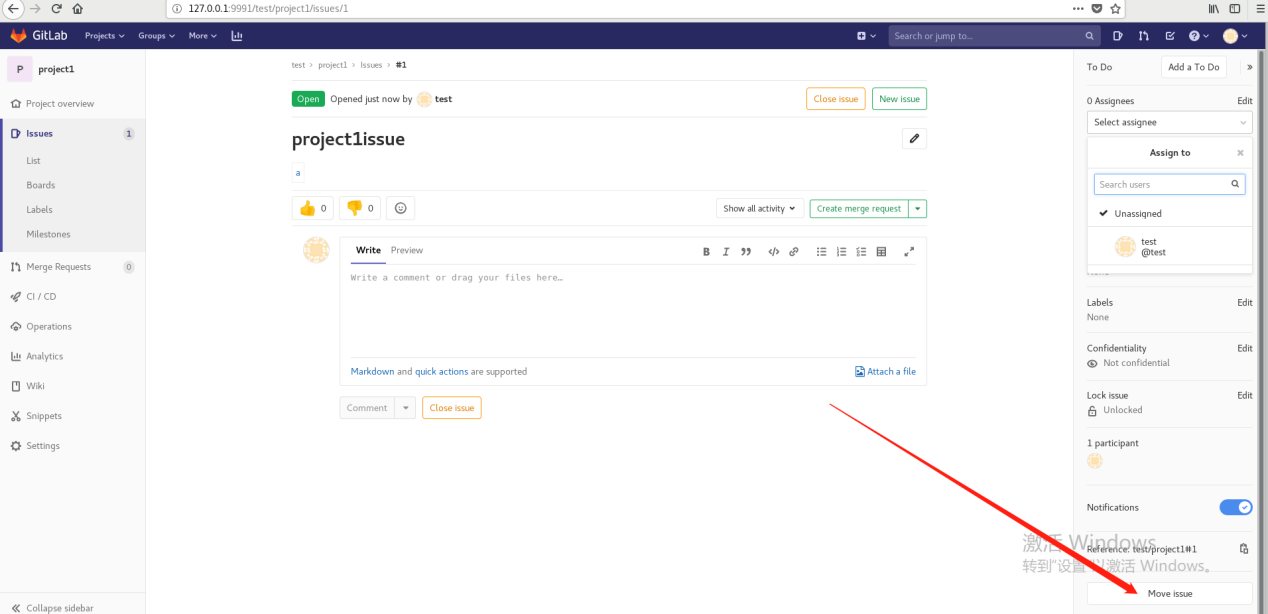 127.0.0.1:9991/test/project1/issues/1
GitLab Projects Groups More Search or jump to...
P project1
Project overview
Issues 1
List
Boards
Labels
Milestones
Merge Requests 0
CI / CD
Operations
Analytics
Wiki
Snippets
Settings
Collapse sidebar
test > project1 > Issues > #1
Open Opened just now by test Close issue New issue
project1issue
a
0 0 Show all activity Create merge request
Write Preview
Write a comment or drag your files here…
Markdown and quick actions are supported Attach a file
Comment Close issue
To Do Add a To Do
0 Assignees Edit
Select assignee
Assign to
Search users
Unassigned
test
@test
None
Labels Edit
None
Confidentiality Edit
Not confidential
Lock issue Edit
Unlocked
1 participant
Notifications
激活 Windows
Reference: test/project1#1
转到"设置"以激活 Windows。
Move issue